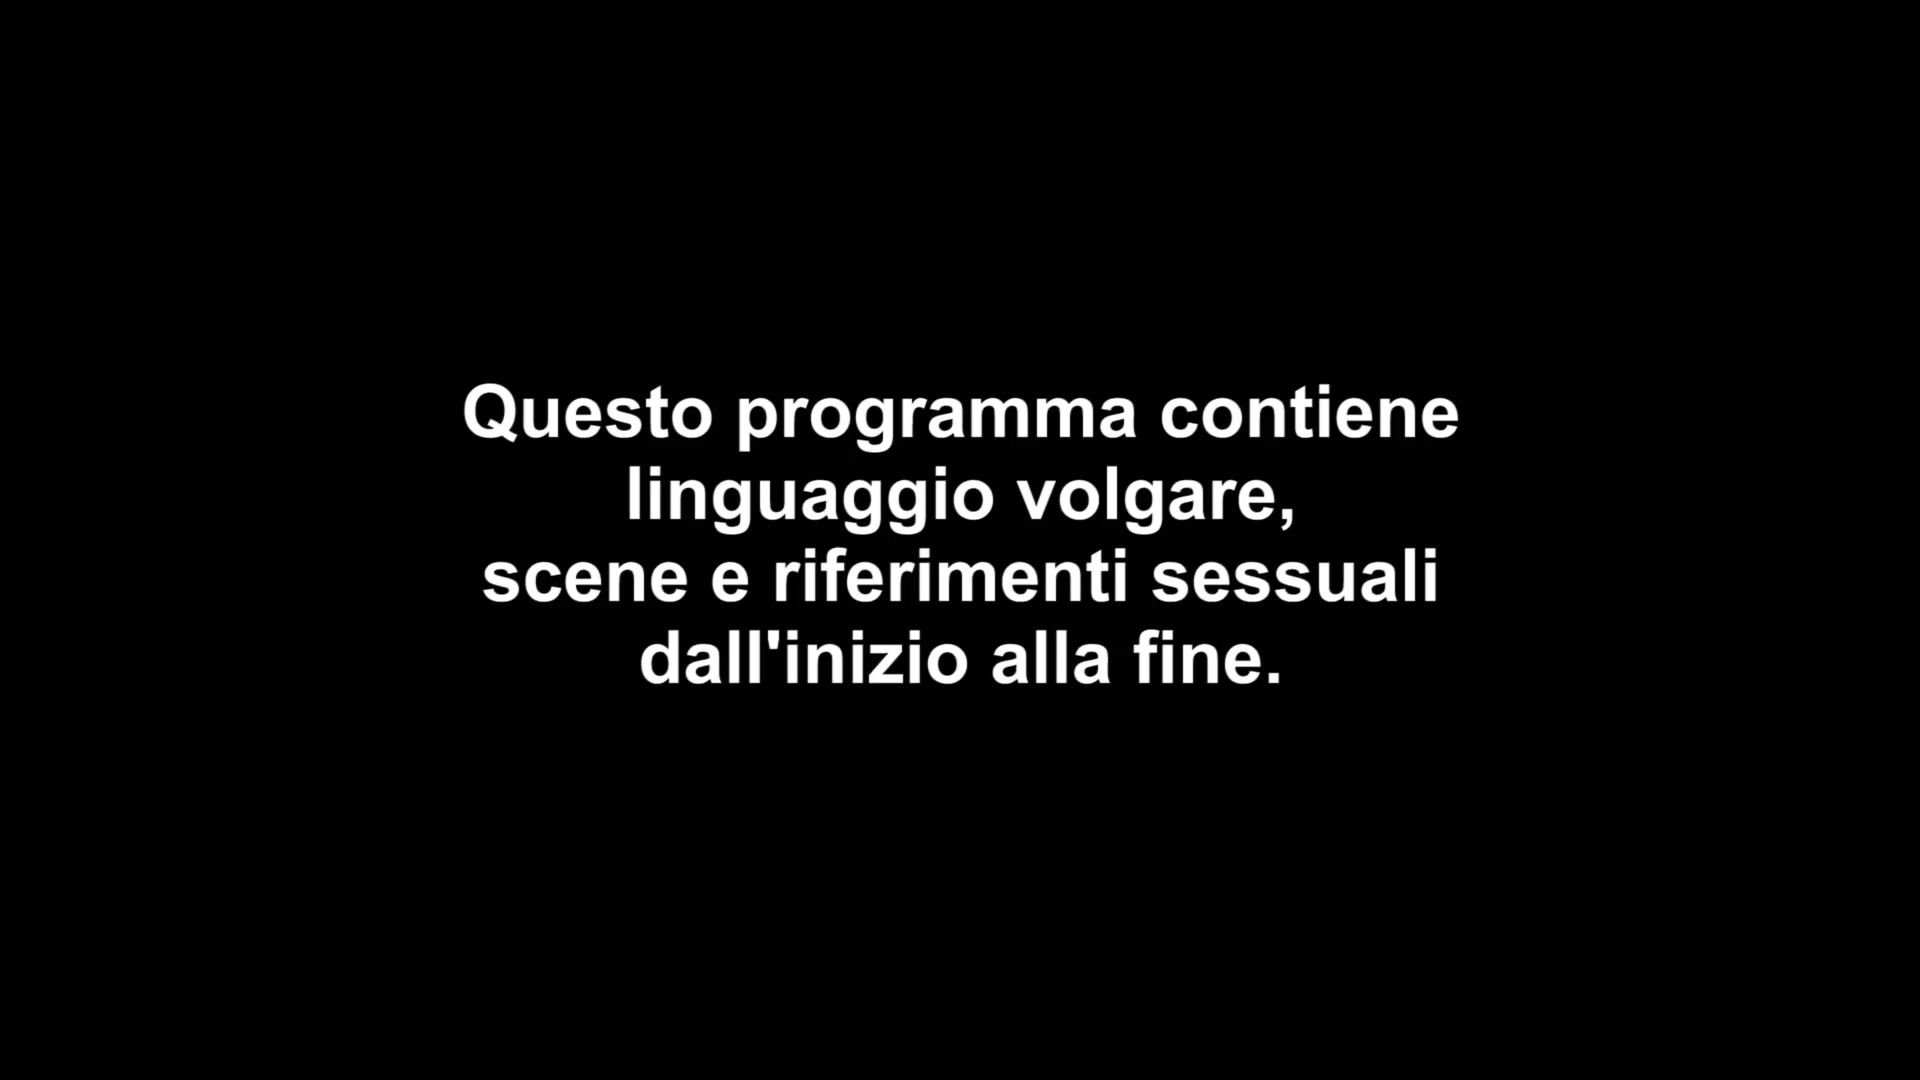 Questo programma contiene
linguaggio volgare,
scene e riferimenti sessuali
dall'inizio alla fine.